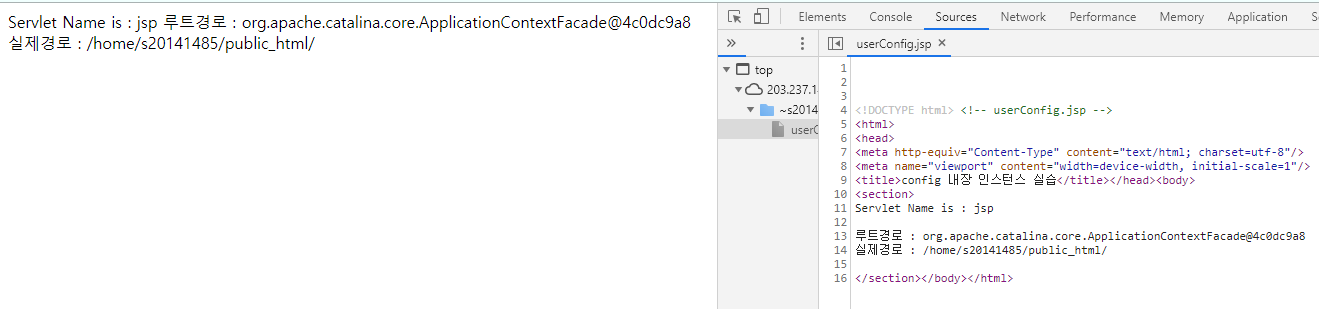 Servlet Name is : jsp 루트경로 : org.apache.catalina.core.ApplicationContextFacade@4c0dc9a8
실제경로 : /home/s20141485/public_html/
Elements Console Sources Network Performance Memory Application
userConfig.jsp ×
top
203.237.1
~s2014
userC
1
2
3
4 <!DOCTYPE html> <!-- userConfig.jsp -->
5 <html>
6 <head>
7 <meta http-equiv="Content-Type" content="text/html; charset=utf-8"/>
8 <meta name="viewport" content="width=device-width, initial-scale=1"/>
9 <title>config 내장 인스턴스 실습</title></head><body>
10 <section>
11 Servlet Name is : jsp
12
13 루트경로 : org.apache.catalina.core.ApplicationContextFacade@4c0dc9a8
14 실제경로 : /home/s20141485/public_html/
15
16 </section></body></html>